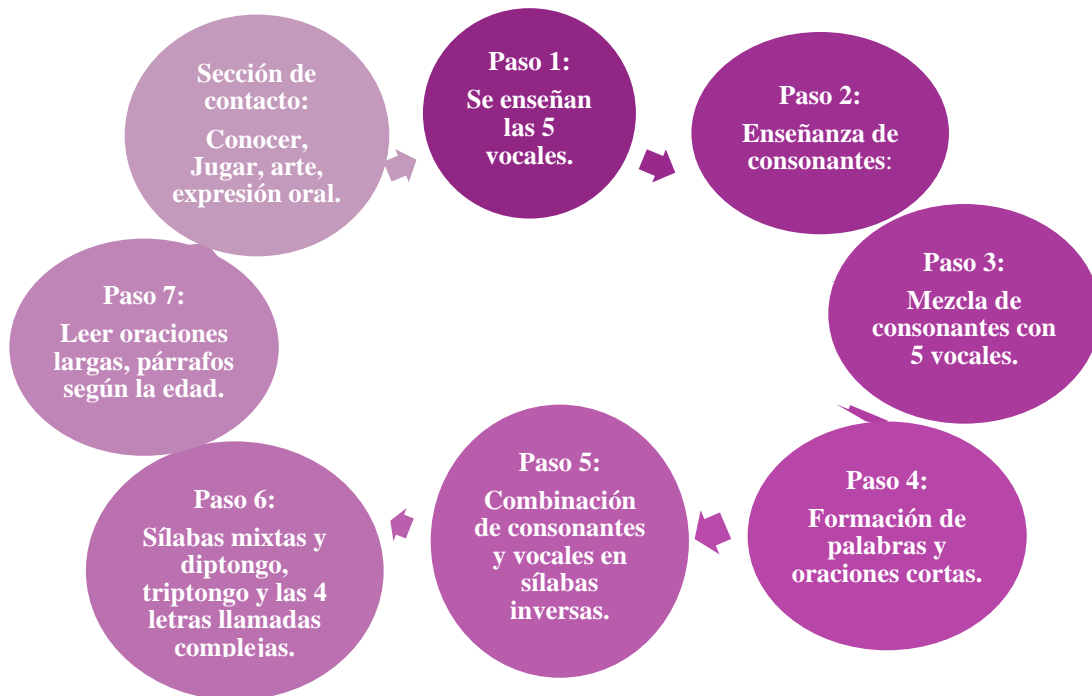 Sección de
contacto:
Conocer,
Jugar, arte,
expresión oral.
Paso 1:
Se enseñan
las 5
vocales.
Paso 2:
Enseñanza de
consonantes:
Paso 3:
Mezcla de
consonantes con
5 vocales.
Paso 4:
Formación de
palabras y
oraciones cortas.
Paso 5:
Combinación
de consonantes
y vocales en
sílabas
inversas.
Paso 6:
Sílabas mixtas y
diptongo,
triptongo y las 4
letras llamadas
complejas.
Paso 7:
Leer oraciones
largas, párrafos
según la edad.